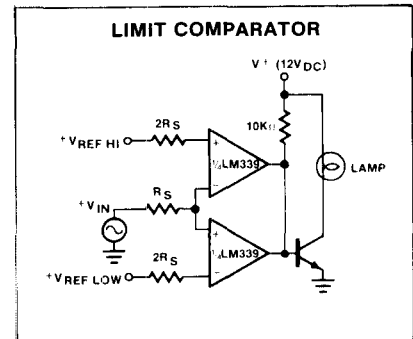 LIMIT COMPARATOR
V+ (12VDC)
2RS
+VREF HI
10KΩ
+
¼LM339
-
LAMP
RS
+VIN
+
¼LM339
-
2RS
+VREF LOW